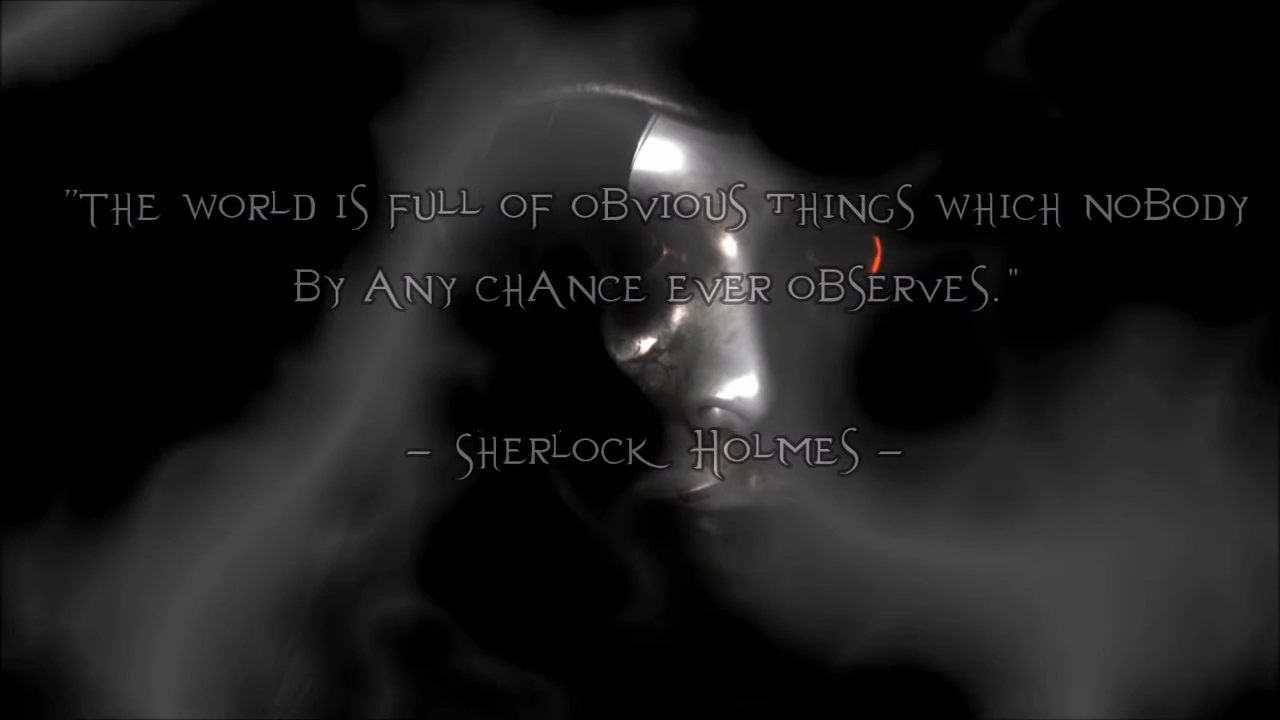 "The world is full of obvious things which nobody
by any chance ever observes."
- Sherlock Holmes -